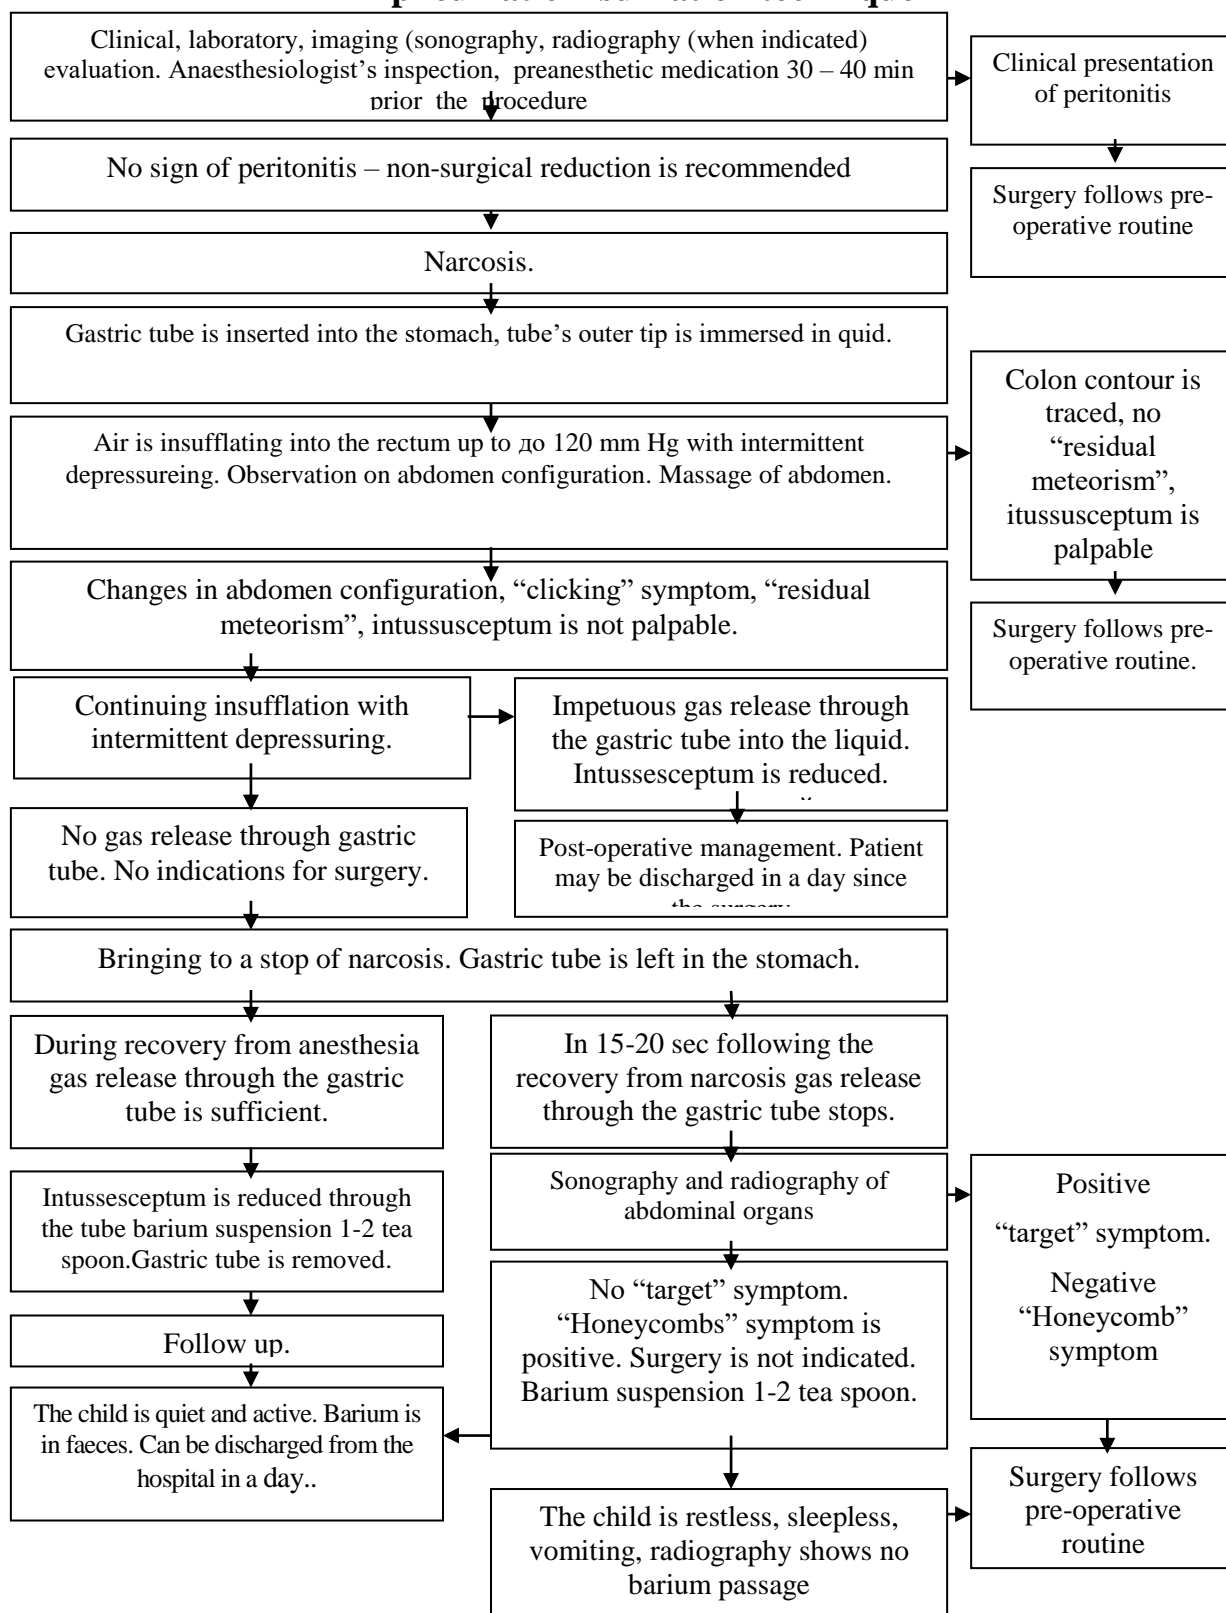 Clinical, laboratory, imaging (sonography, radiography (when indicated)
evaluation. Anaesthesiologist’s inspection, preanesthetic medication 30 – 40 min
prior the procedure
Clinical presentation
of peritonitis
No sign of peritonitis – non-surgical reduction is recommended
Surgery follows pre-
operative routine
Narcosis.
Gastric tube is inserted into the stomach, tube’s outer tip is immersed in quid.
Air is insufflating into the rectum up to до 120 mm Hg with intermittent
depressureing. Observation on abdomen configuration. Massage of abdomen.
Colon contour is
traced, no
“residual
meteorism”,
itussusceptum is
palpable
Changes in abdomen configuration, “clicking” symptom, “residual
meteorism”, intussusceptum is not palpable.
Surgery follows pre-
operative routine.
Continuing insufflation with
intermittent depressuring.
Impetuous gas release through
the gastric tube into the liquid.
Intussesceptum is reduced.
No gas release through gastric
tube. No indications for surgery.
Post-operative management. Patient
may be discharged in a day since
the surgery
Bringing to a stop of narcosis. Gastric tube is left in the stomach.
During recovery from anesthesia
gas release through the gastric
tube is sufficient.
In 15-20 sec following the
recovery from narcosis gas release
through the gastric tube stops.
Intussesceptum is reduced through
the tube barium suspension 1-2 tea
spoon.Gastric tube is removed.
Sonography and radiography of
abdominal organs
Positive
“target” symptom.
Negative
“Honeycomb”
symptom
No “target” symptom.
“Honeycombs” symptom is
positive. Surgery is not indicated.
Barium suspension 1-2 tea spoon.
Follow up.
The child is quiet and active. Barium is
in faeces. Can be discharged from the
hospital in a day..
Surgery follows
pre-operative
routine
The child is restless, sleepless,
vomiting, radiography shows no
barium passage